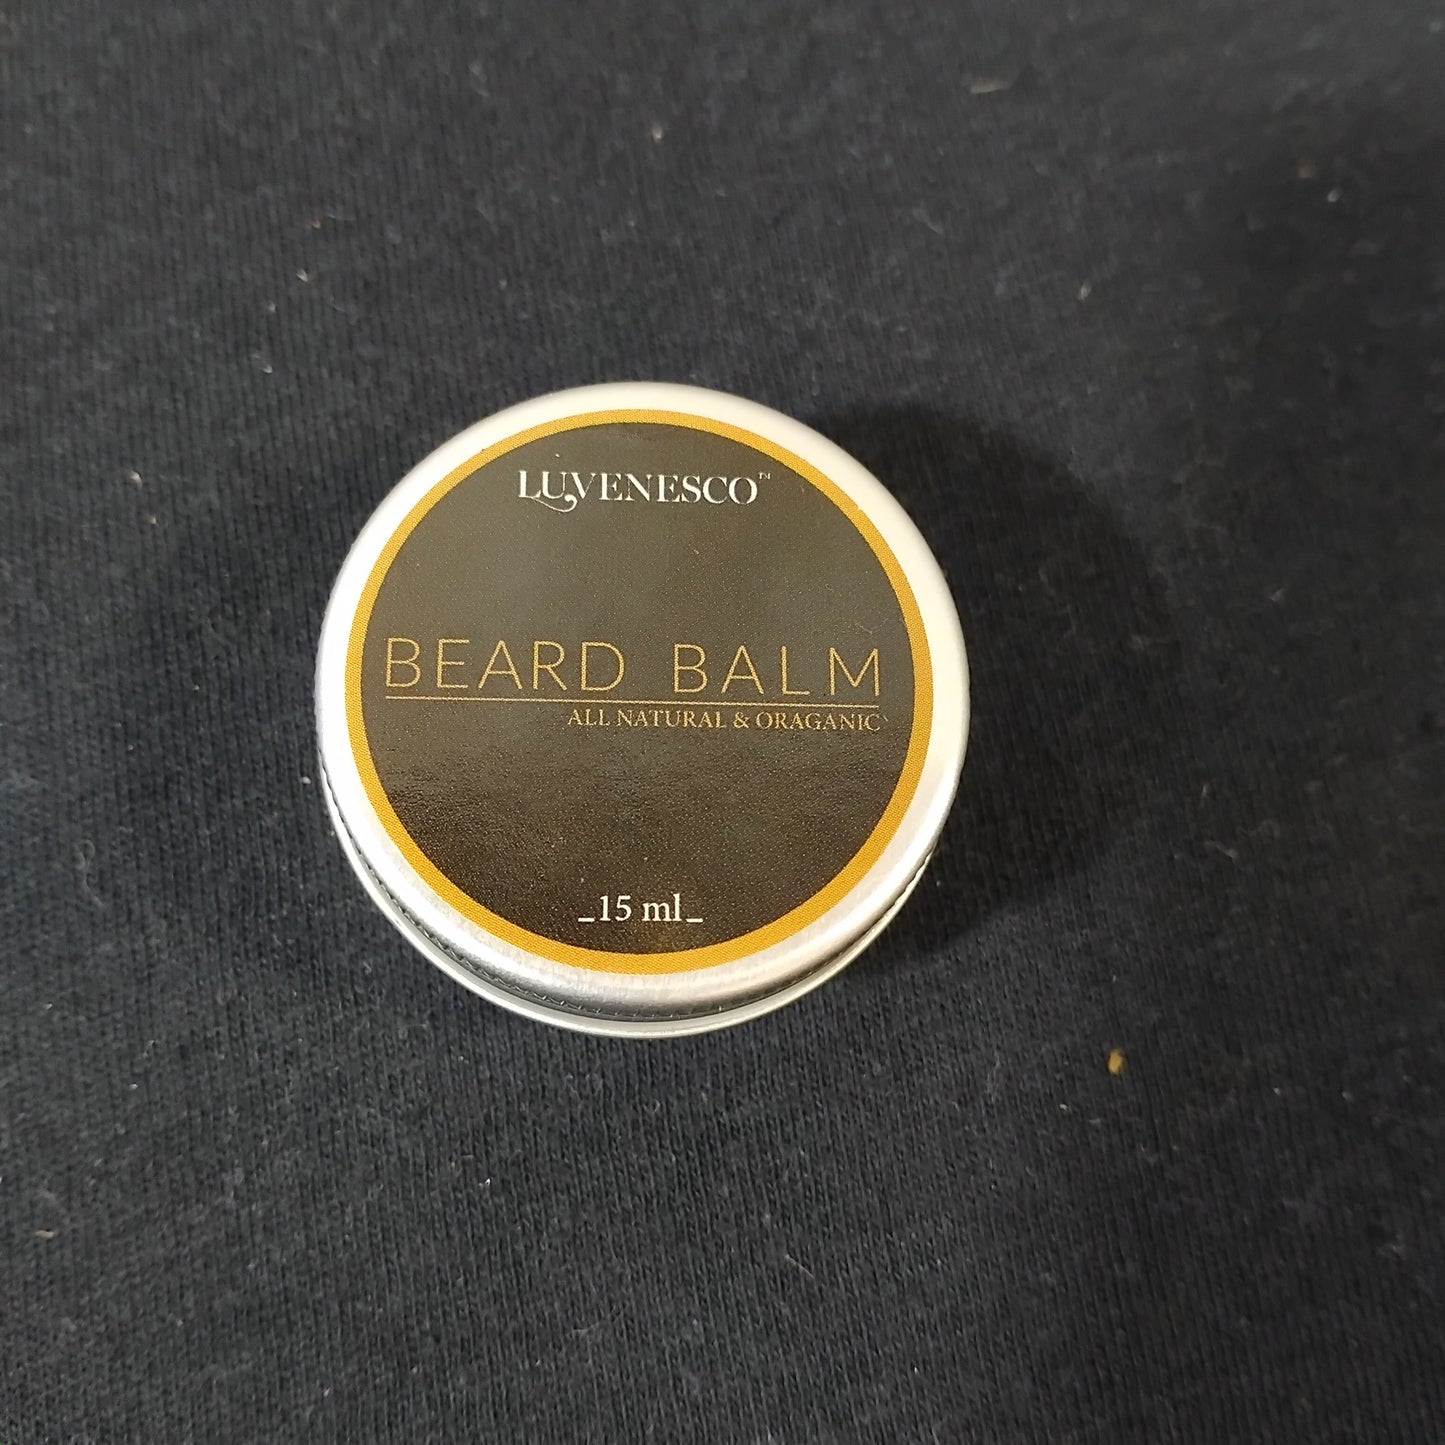 LUVENESCO™
BEARD BALM
ALL NATURAL & ORAGANIC
_15 ml_